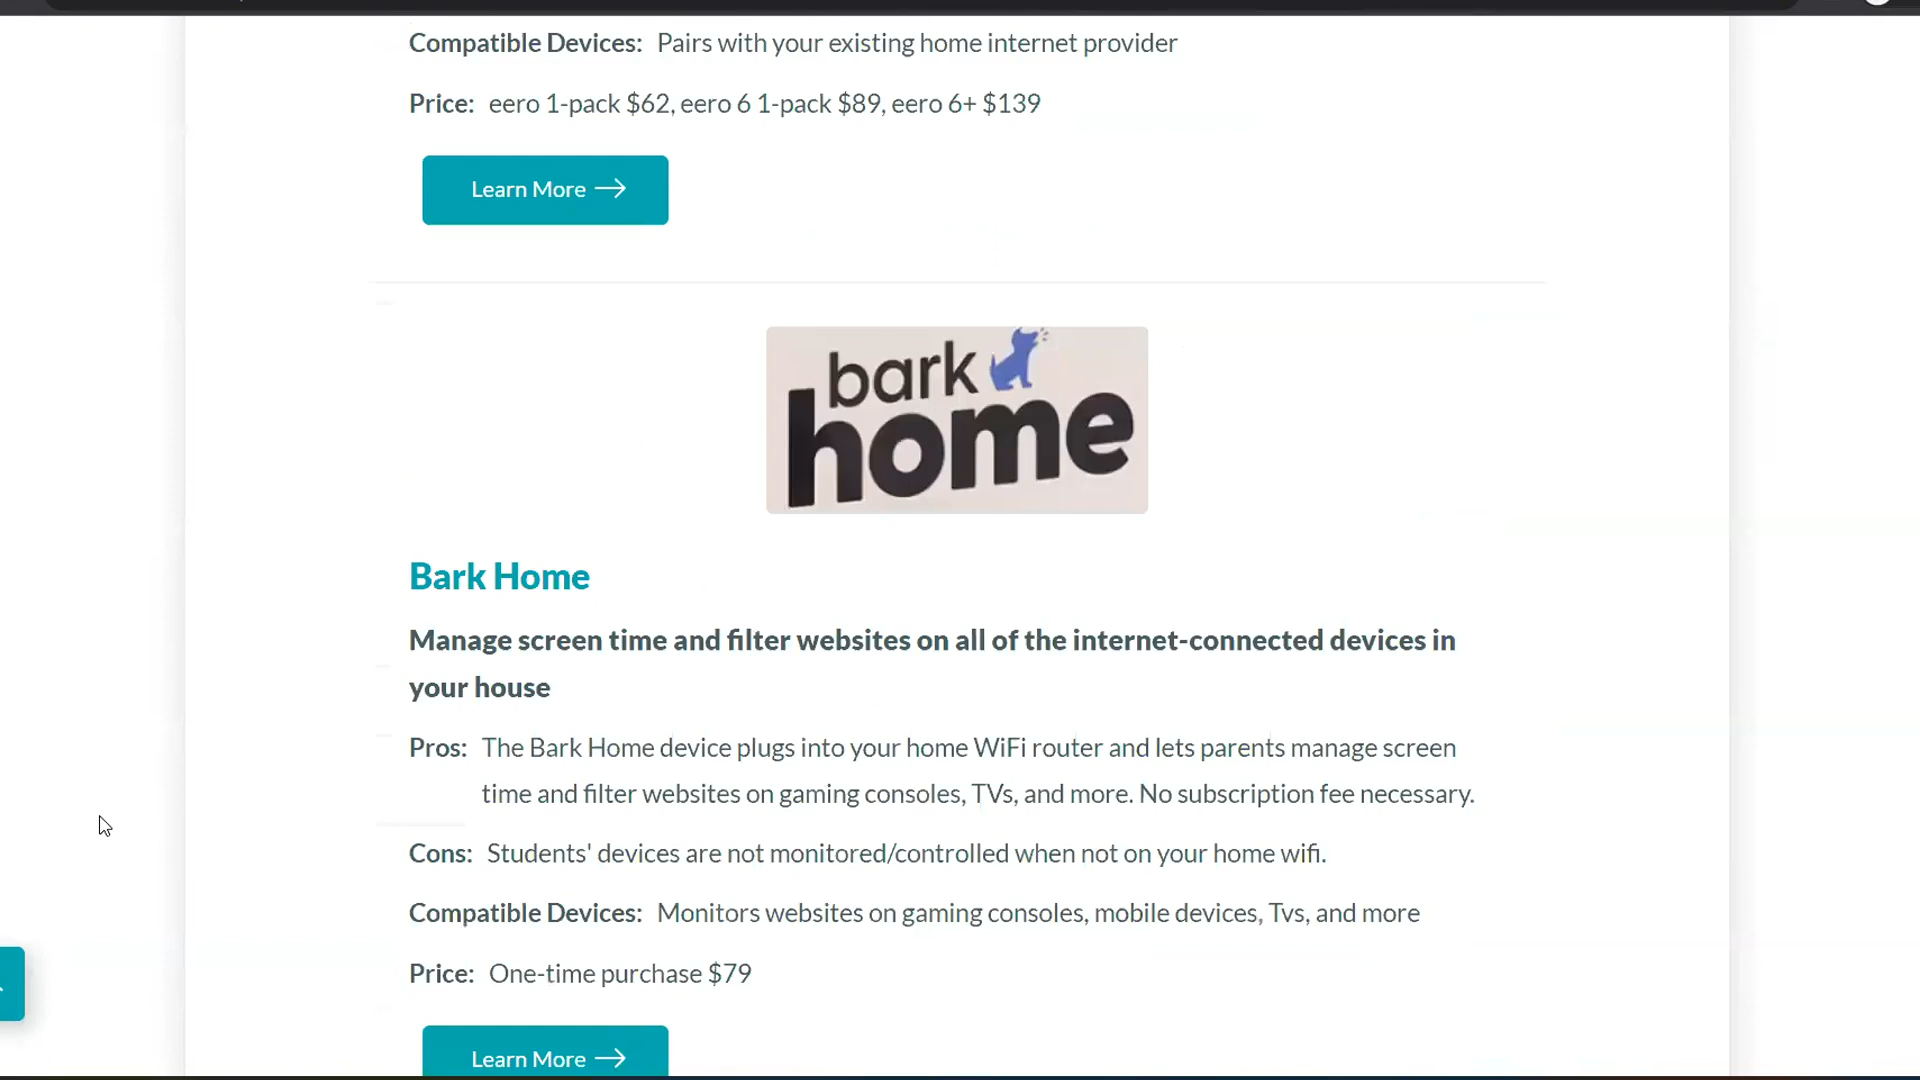 Compatible Devices: Pairs with your existing home internet provider
Price: eero 1-pack $62, eero 6 1-pack $89, eero 6+ $139
Learn More
bark
home
Bark Home
Manage screen time and filter websites on all of the internet-connected devices in
your house
Pros: The Bark Home device plugs into your home WiFi router and lets parents manage screen
time and filter websites on gaming consoles, TVs, and more. No subscription fee necessary.
Cons: Students' devices are not monitored/controlled when not on your home wifi.
Compatible Devices: Monitors websites on gaming consoles, mobile devices, Tvs, and more
Price: One-time purchase $79
Learn More